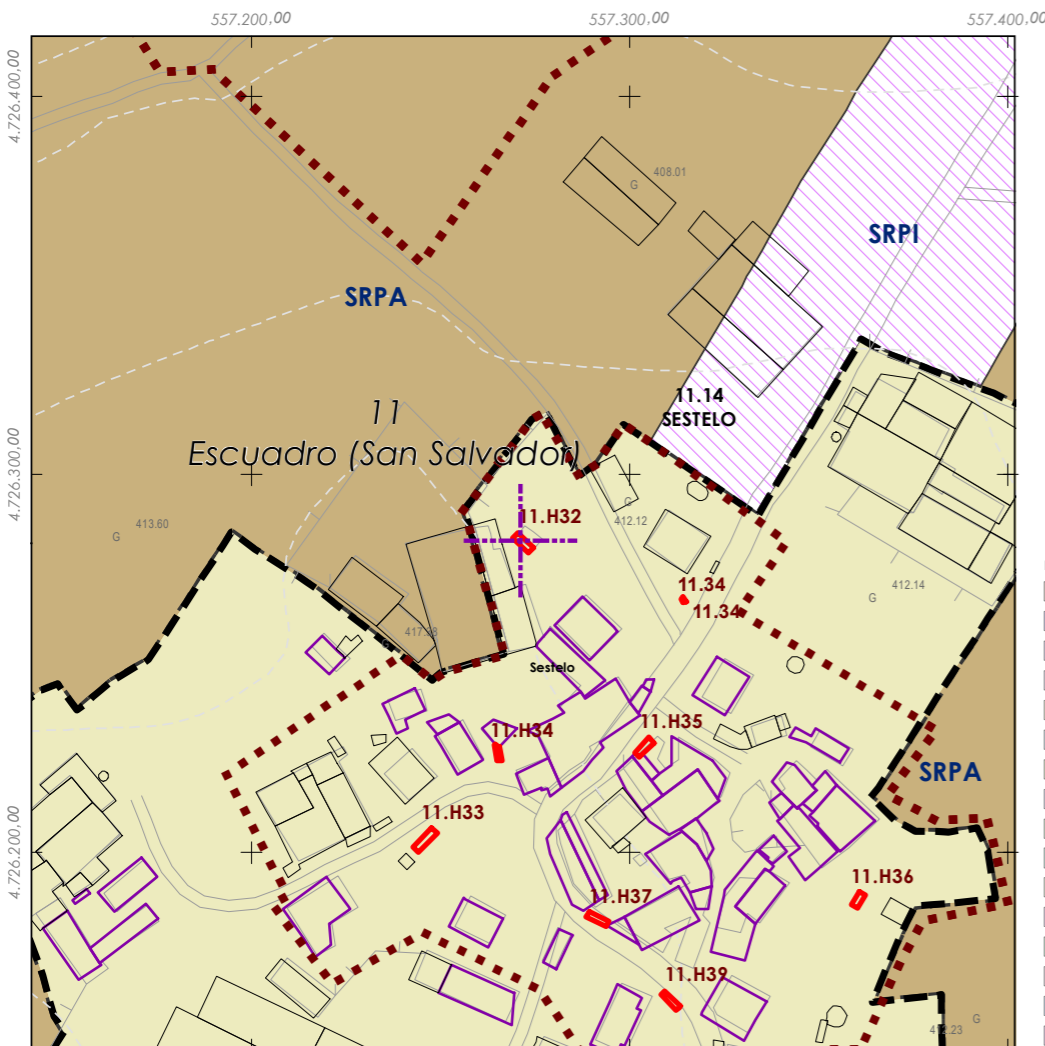 557.200,00
557.300,00
557.400,00
4.726.400,00
408.01
G
SRPI
SRPA
11
Escuadro (San Salvador)
11.14
SESTELO
4.726.300,00
413.60
G
11.H32
G
412.12
11.34
11.34
412.14
G
G
Sestelo
11.H34
11.H35
SRPA
11.H33
4.726.200,00
11.H36
11.H37
11.H39
G
412.23